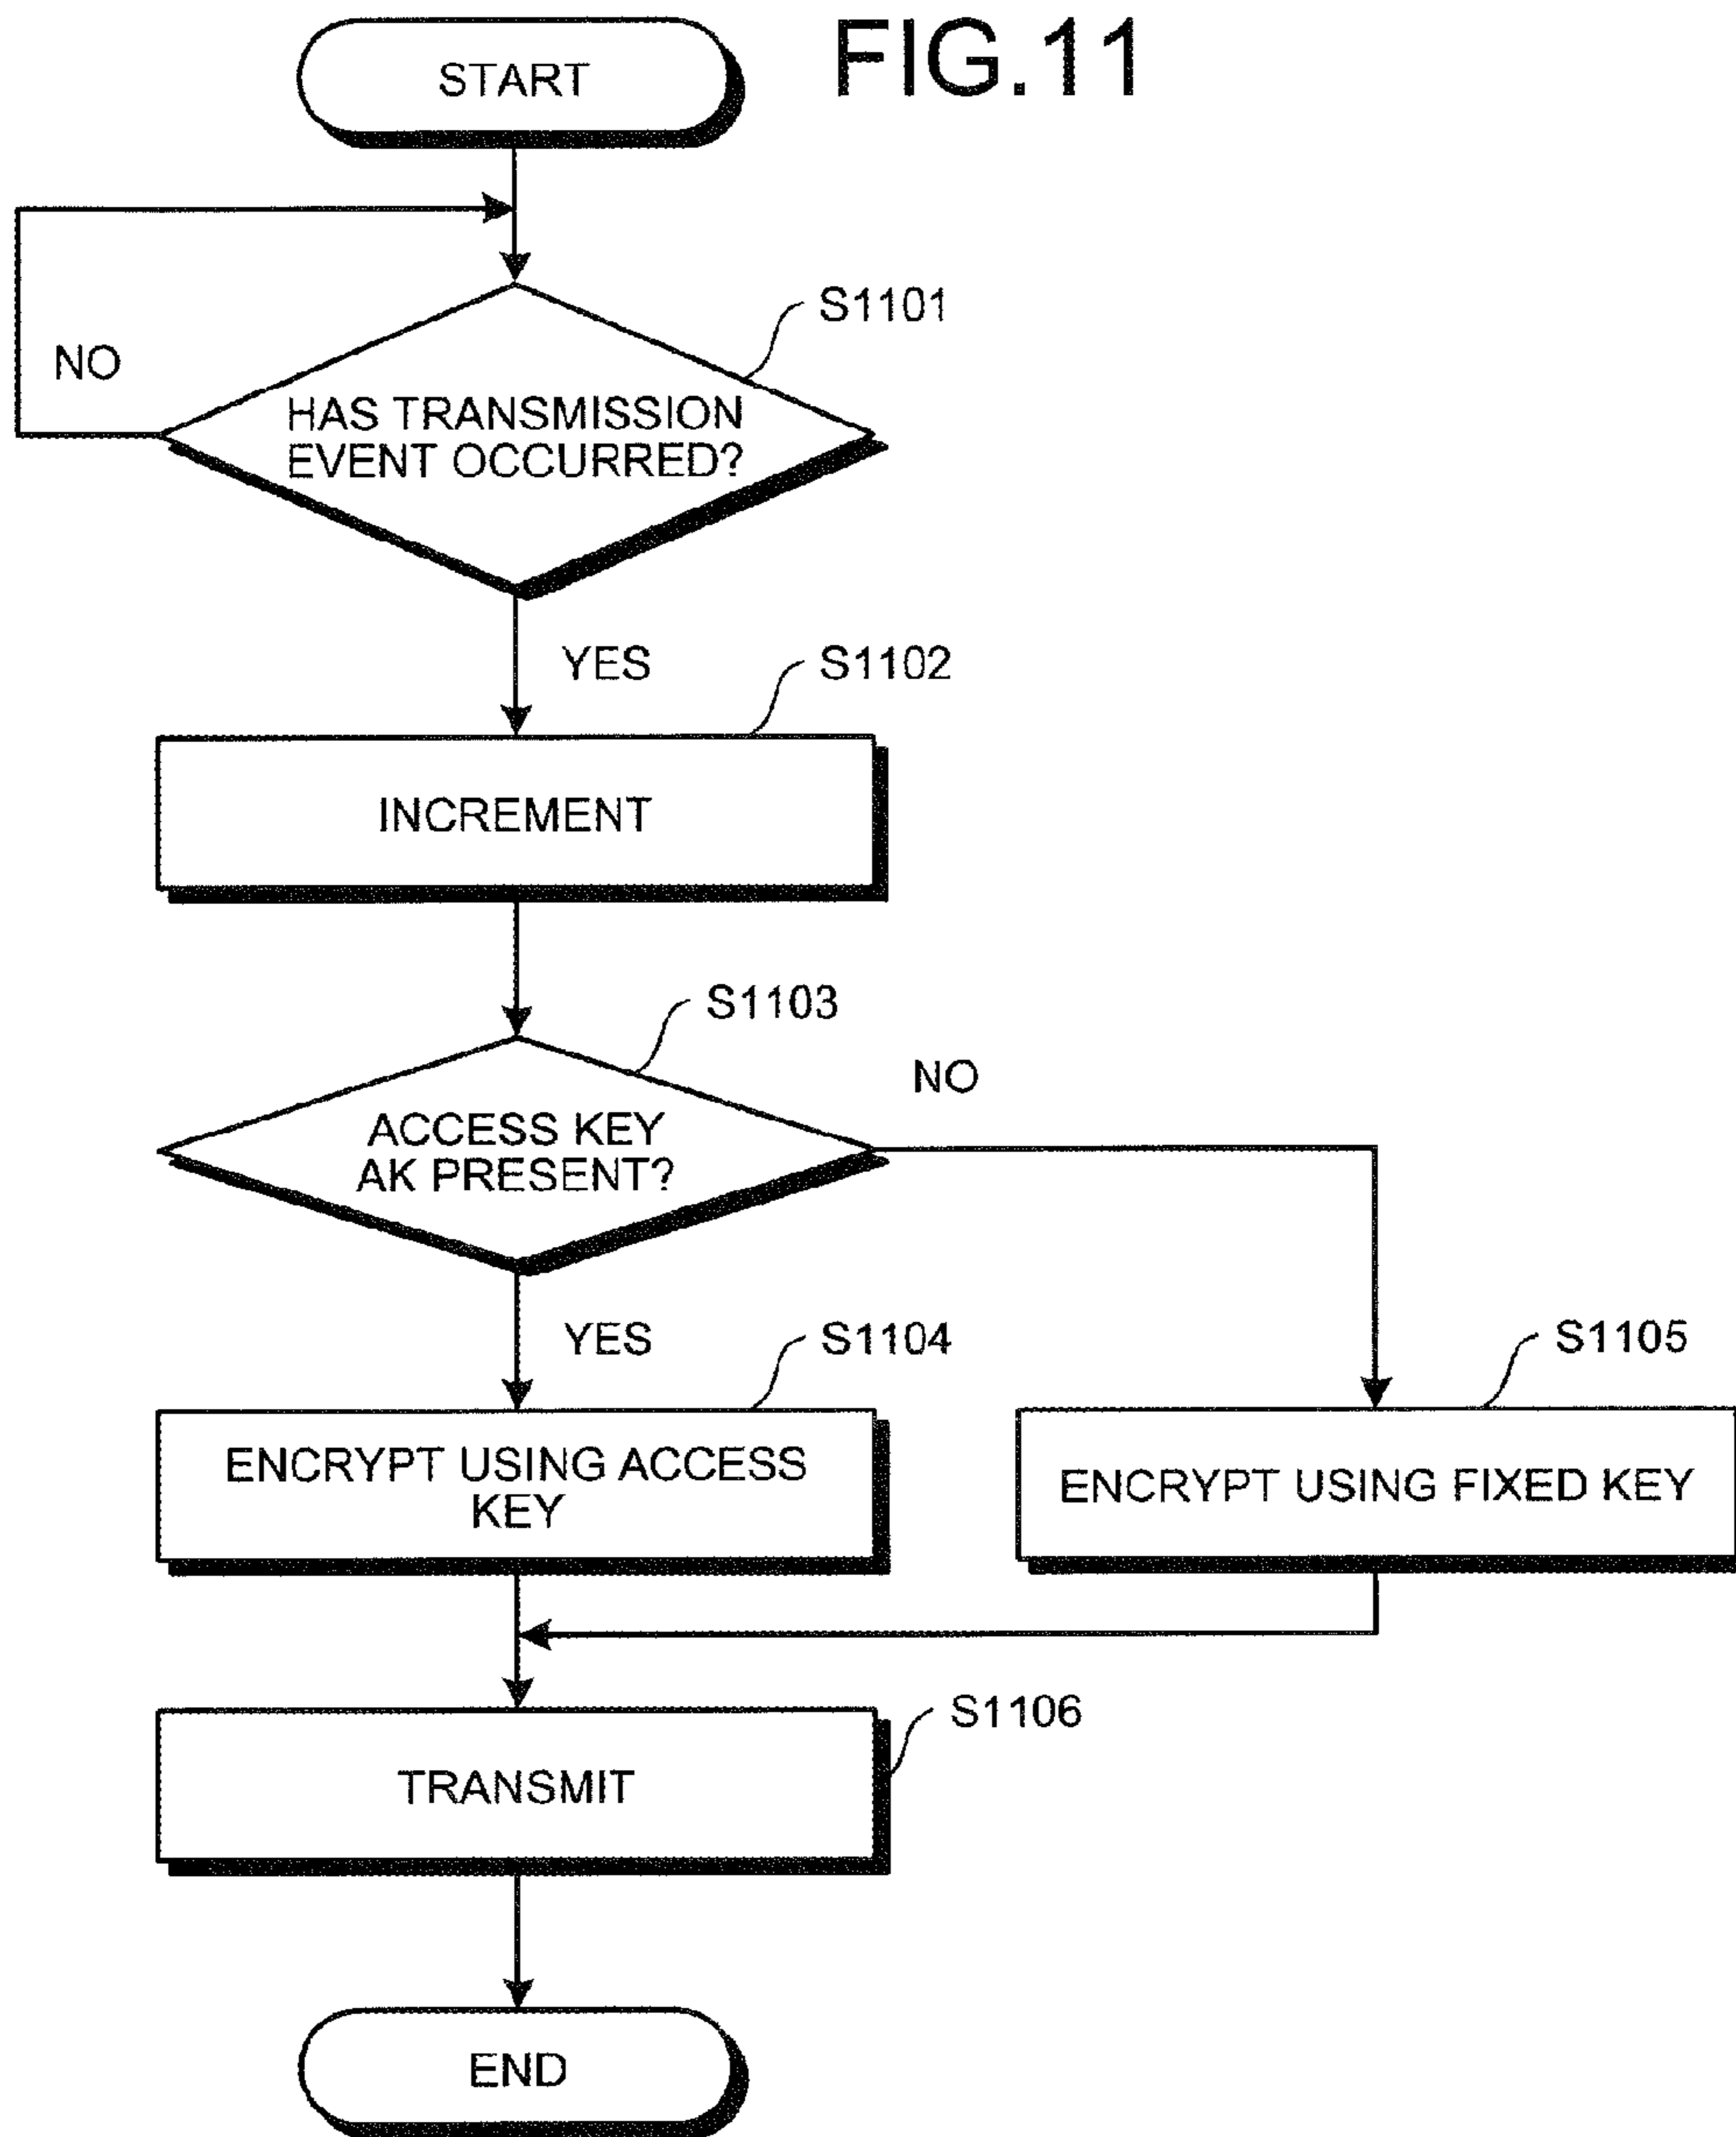 FIG.11
START
S1101
NO
HAS TRANSMISSION
EVENT OCCURRED?
YES
S1102
INCREMENT
S1103
NO
ACCESS KEY
AK PRESENT?
YES
S1104
S1105
ENCRYPT USING ACCESS
KEY
ENCRYPT USING FIXED KEY
S1106
TRANSMIT
END